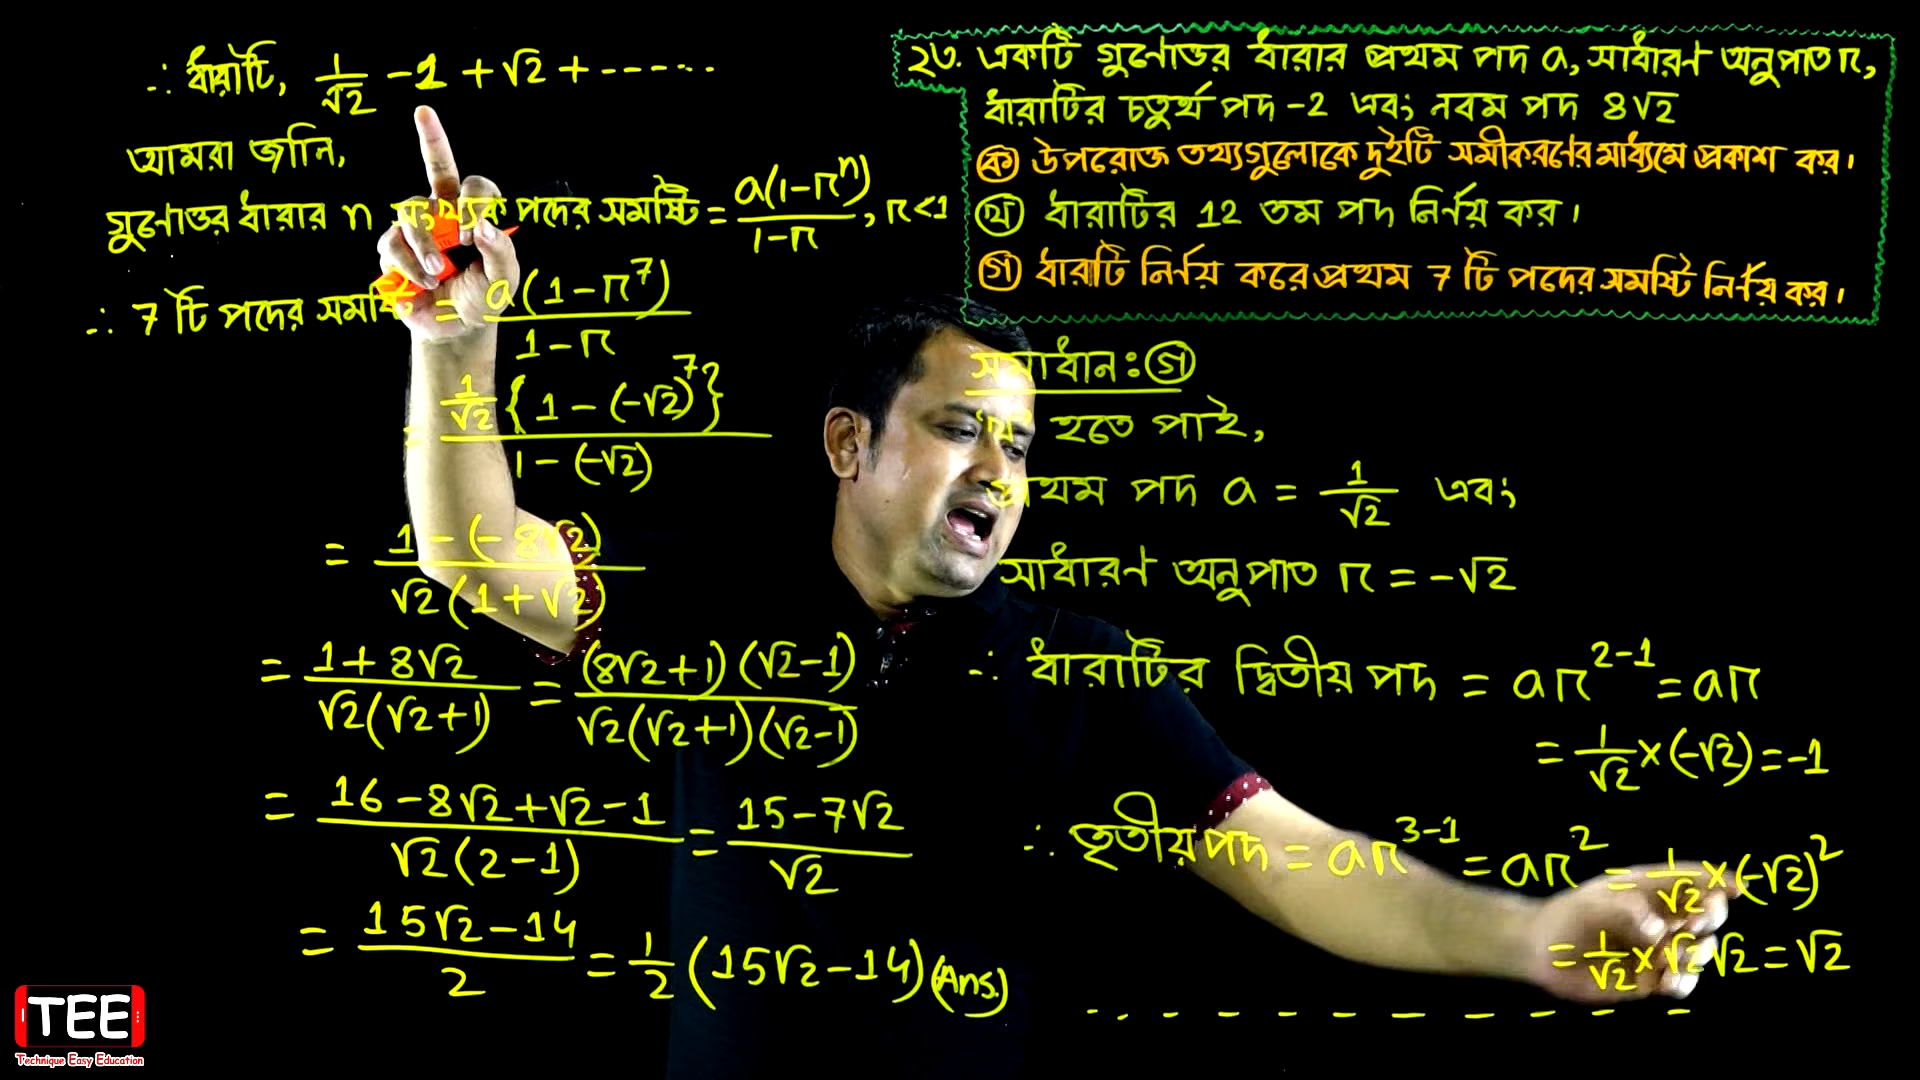 ∴ ধারাটি, 1/√2 - 1 + √2 + ------
আমরা জানি,
গুণোত্তর ধারার n সংখ্যক পদের সমষ্টি = a(1-r^n)/1-r , r<1
∴ 7 টি পদের সমষ্টি = a(1-r^7)/1-r
= 1/√2 {1-(-√2)^7}/1-(-√2)
= 1-(-8√2)/√2(1+√2)
= 1+8√2/√2(√2+1) = (8√2+1)(√2-1)/√2(√2+1)(√2-1)
= 16-8√2+√2-1/√2(2-1) = 15-7√2/√2
= 15√2-14/2 = 1/2 (15√2-14) (Ans.)
২৩. একটি গুণোত্তর ধারার প্রথম পদ a, সাধারণ অনুপাত r,
ধারাটির চতুর্থ পদ -2 এবং নবম পদ 8√2
ক উপরোক্ত তথ্যগুলোকে দুইটি সমীকরণের মাধ্যমে প্রকাশ কর।
খ ধারাটির 12 তম পদ নির্ণয় কর।
গ ধারাটি নির্ণয় করে প্রথম 7 টি পদের সমষ্টি নির্ণয় কর।
সমাধান: গ
'খ' হতে পাই,
প্রথম পদ a = 1/√2 এবং
সাধারণ অনুপাত r = -√2
∴ ধারাটির দ্বিতীয় পদ = ar^2-1 = ar
= 1/√2 × (-√2) = -1
∴ তৃতীয় পদ = ar^3-1 = ar^2 = 1/√2 × (-√2)^2
= 1/√2 × √2 √2 = √2
TEE
Technique Easy Education